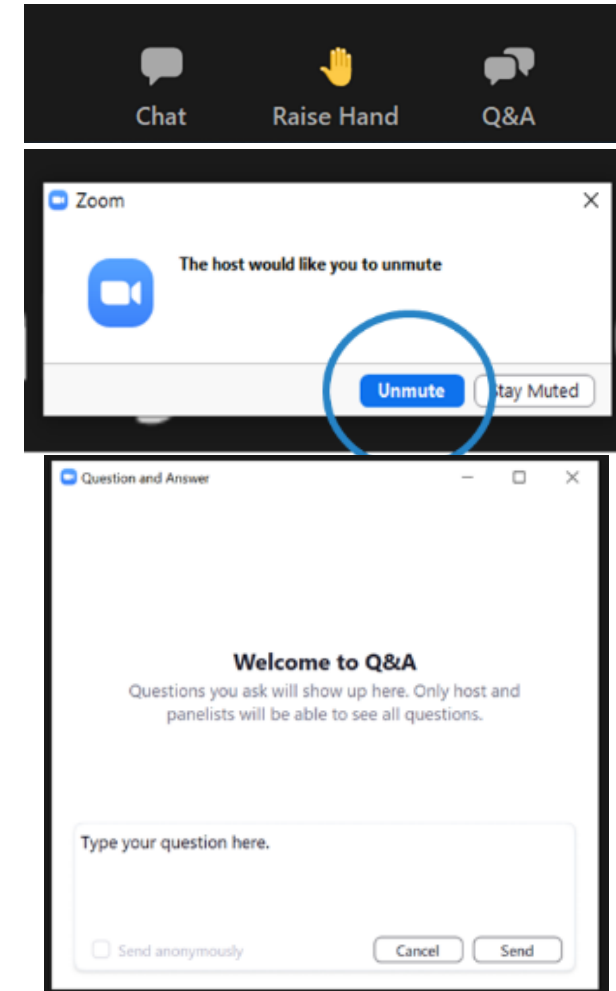 Chat Raise Hand Q&A
Zoom
The host would like you to unmute
Unmute Stay Muted
Question and Answer
Welcome to Q&A
Questions you ask will show up here. Only host and
panelists will be able to see all questions.
Type your question here.
Send anonymously Cancel Send